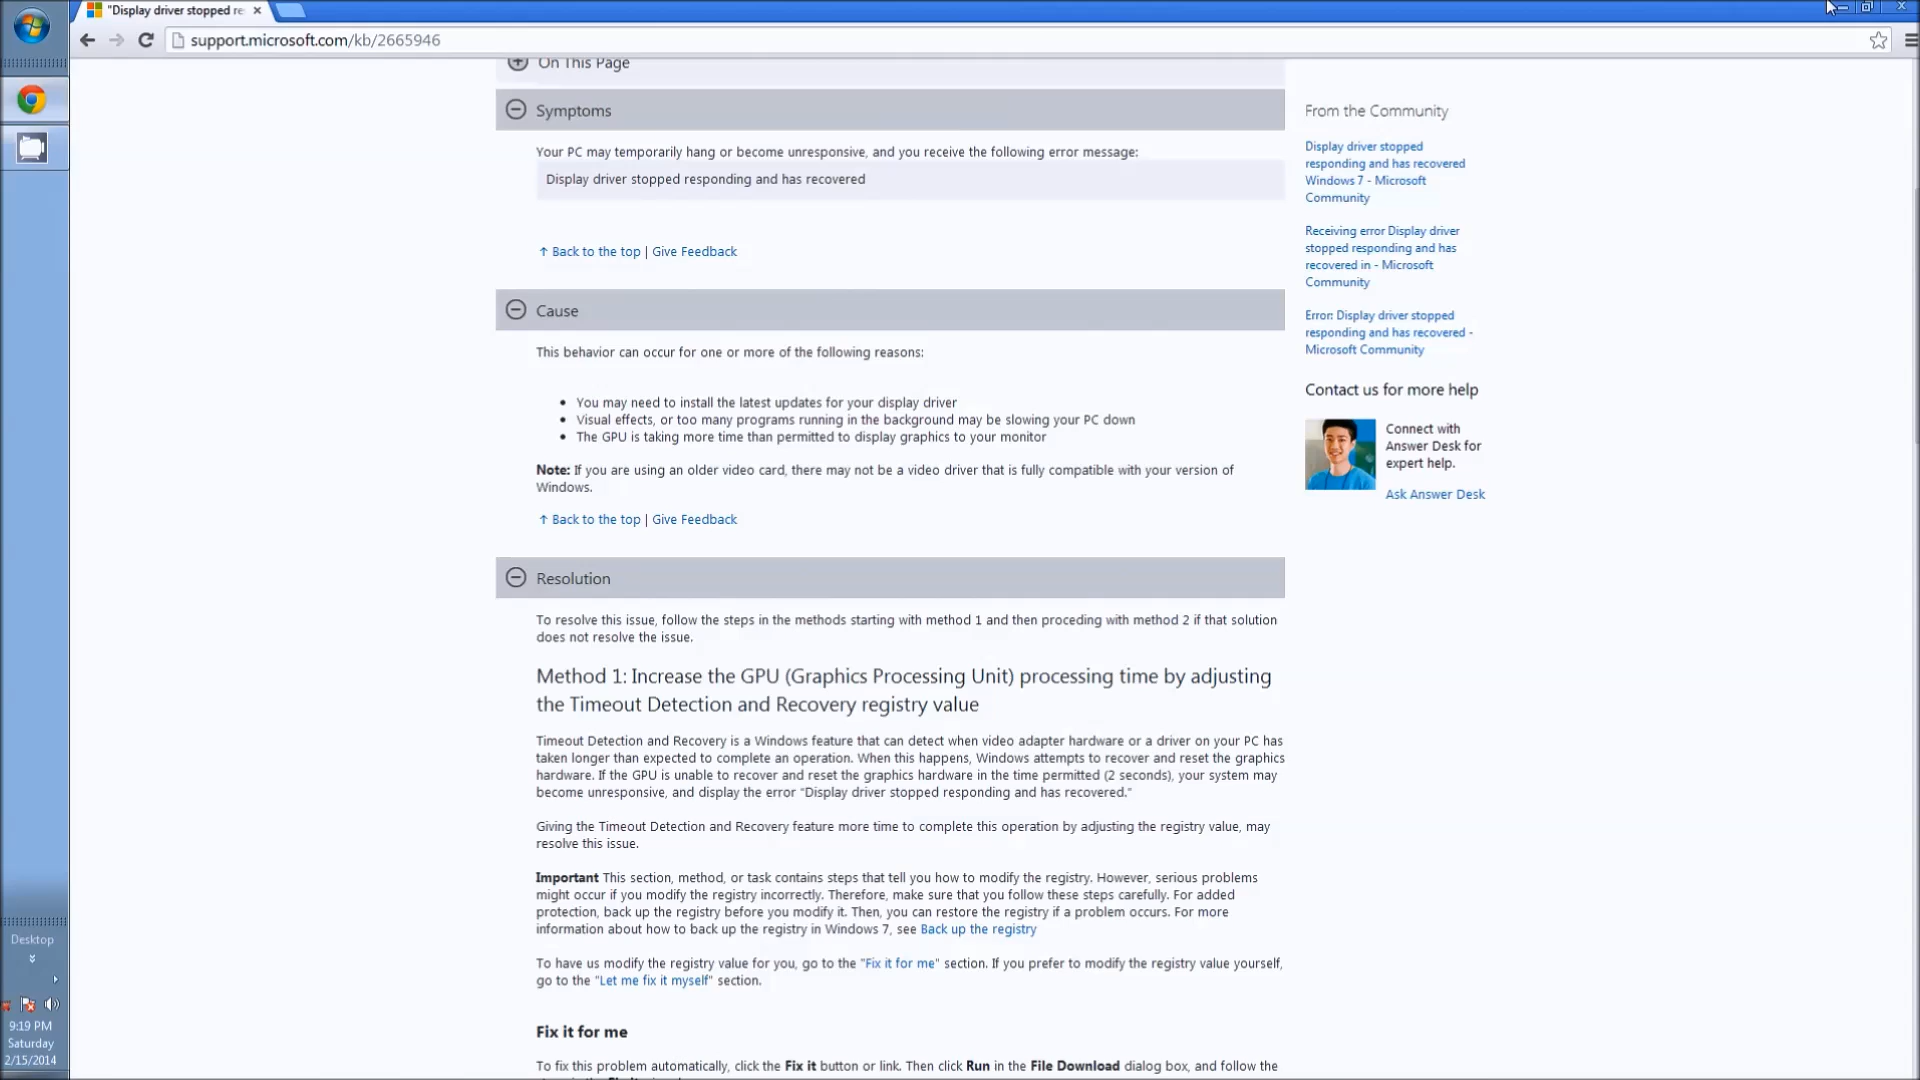 "Display driver stopped re
support.microsoft.com/kb/2665946
On This Page
Symptoms
Your PC may temporarily hang or become unresponsive, and you receive the following error message:
Display driver stopped responding and has recovered
↑ Back to the top | Give Feedback
Cause
This behavior can occur for one or more of the following reasons:
• You may need to install the latest updates for your display driver
• Visual effects, or too many programs running in the background may be slowing your PC down
• The GPU is taking more time than permitted to display graphics to your monitor
Note: If you are using an older video card, there may not be a video driver that is fully compatible with your version of
Windows.
↑ Back to the top | Give Feedback
Resolution
To resolve this issue, follow the steps in the methods starting with method 1 and then proceding with method 2 if that solution
does not resolve the issue.
Method 1: Increase the GPU (Graphics Processing Unit) processing time by adjusting
the Timeout Detection and Recovery registry value
Timeout Detection and Recovery is a Windows feature that can detect when video adapter hardware or a driver on your PC has
taken longer than expected to complete an operation. When this happens, Windows attempts to recover and reset the graphics
hardware. If the GPU is unable to recover and reset the graphics hardware in the time permitted (2 seconds), your system may
become unresponsive, and display the error "Display driver stopped responding and has recovered."
Giving the Timeout Detection and Recovery feature more time to complete this operation by adjusting the registry value, may
resolve this issue.
Important This section, method, or task contains steps that tell you how to modify the registry. However, serious problems
might occur if you modify the registry incorrectly. Therefore, make sure that you follow these steps carefully. For added
protection, back up the registry before you modify it. Then, you can restore the registry if a problem occurs. For more
information about how to back up the registry in Windows 7, see Back up the registry
To have us modify the registry value for you, go to the "Fix it for me" section. If you prefer to modify the registry value yourself,
go to the "Let me fix it myself" section.
Fix it for me
To fix this problem automatically, click the Fix it button or link. Then click Run in the File Download dialog box, and follow the
From the Community
Display driver stopped
responding and has recovered
Windows 7 - Microsoft
Community
Receiving error Display driver
stopped responding and has
recovered in - Microsoft
Community
Error: Display driver stopped
responding and has recovered -
Microsoft Community
Contact us for more help
Connect with
Answer Desk for
expert help.
Ask Answer Desk
Desktop
9:19 PM
Saturday
2/15/2014